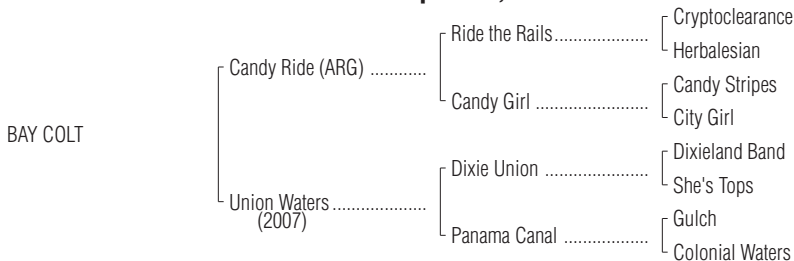 Cryptoclearance
Ride the Rails....................
Herbalesian
Candy Ride (ARG) ............
Candy Stripes
Candy Girl ........................
City Girl
BAY COLT
Dixieland Band
Dixie Union ......................
She's Tops
Union Waters....................
(2007)
Gulch
Panama Canal ..................
Colonial Waters